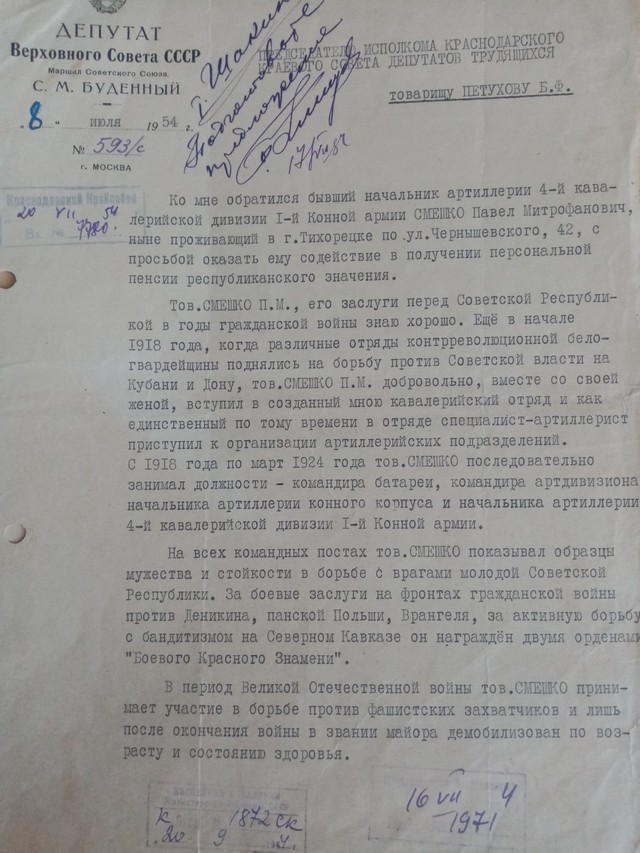 ДЕПУТАТ
Верховного Совета СССР
Маршал Советского Союза
С. М. БУДЕННЫЙ
"8" июля 1954 г.
№ 593/с
г. МОСКВА
ПРЕДСЕДАТЕЛЮ ИСПОЛКОМА КРАСНОДАРСКОГО
КРАЕВОГО СОВЕТА ДЕПУТАТОВ ТРУДЯЩИХСЯ
товарищу ПЕТУХОВУ Б.Ф.
20 VII 54
7780.
Ко мне обратился бывший начальник артиллерии 4-й кава-
лерийской дивизии I-й Конной армии СМЕШКО Павел Митрофанович,
ныне проживающий в г.Тихорецке по ул.Чернышевского, 42, с
просьбой оказать ему содействие в получении персональной
пенсии республиканского значения.
Тов.СМЕШКО П.М., его заслуги перед Советской Республи-
кой в годы гражданской войны знаю хорошо. Ещё в начале
I9I8 года, когда различные отряды контрреволюционной бело-
гвардейщины поднялись на борьбу против Советской власти на
Кубани и Дону, тов.СМЕШКО П.М. добровольно, вместе со своей
женой, вступил в созданный мною кавалерийский отряд и как
единственный по тому времени в отряде специалист-артиллерист
приступил к организации артиллерийских подразделений.
С I9I8 года по март I924 года тов.СМЕШКО последовательно
занимал должности - командира батареи, командира артдивизиона
начальника артиллерии конного корпуса и начальника артиллерии
4-й кавалерийской дивизии I-й Конной армии.
На всех командных постах тов.СМЕШКО показывал образцы
мужества и стойкости в борьбе с врагами молодой Советской
Республики. За боевые заслуги на фронтах гражданской войны
против Деникина, панской Польши, Врангеля, за активную борьбу
с бандитизмом на Северном Кавказе он награждён двумя орденами
"Боевого Красного Знамени".
В период Великой Отечественной войны тов.СМЕШКО прини-
мает участие в борьбе против фашистских захватчиков и лишь
после окончания войны в звании майора демобилизован по воз-
расту и состоянию здоровья.
к 1872 ск
20 9
16 VII 4
1971